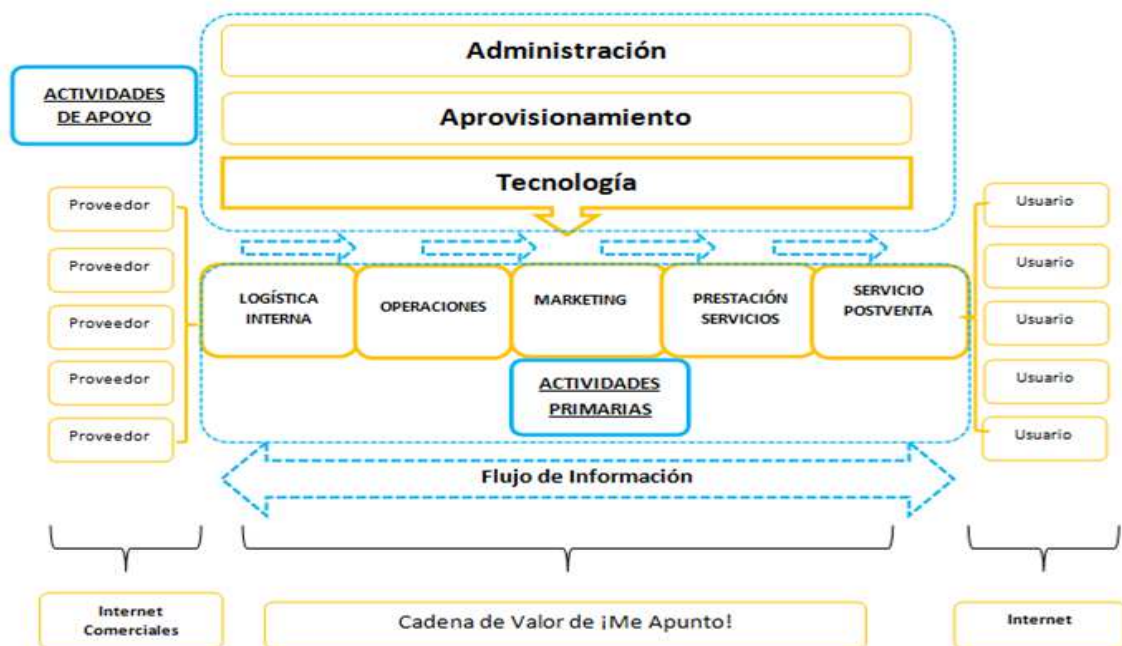 Administración
ACTIVIDADES
DE APOYO
Aprovisionamiento
Tecnología
Proveedor
Proveedor
Proveedor
Proveedor
Proveedor
LOGÍSTICA
INTERNA
OPERACIONES
MARKETING
PRESTACIÓN
SERVICIOS
SERVICIO
POSTVENTA
Usuario
Usuario
Usuario
Usuario
Usuario
ACTIVIDADES
PRIMARIAS
Flujo de Información
Internet
Comerciales
Cadena de Valor de ¡Me Apunto!
Internet